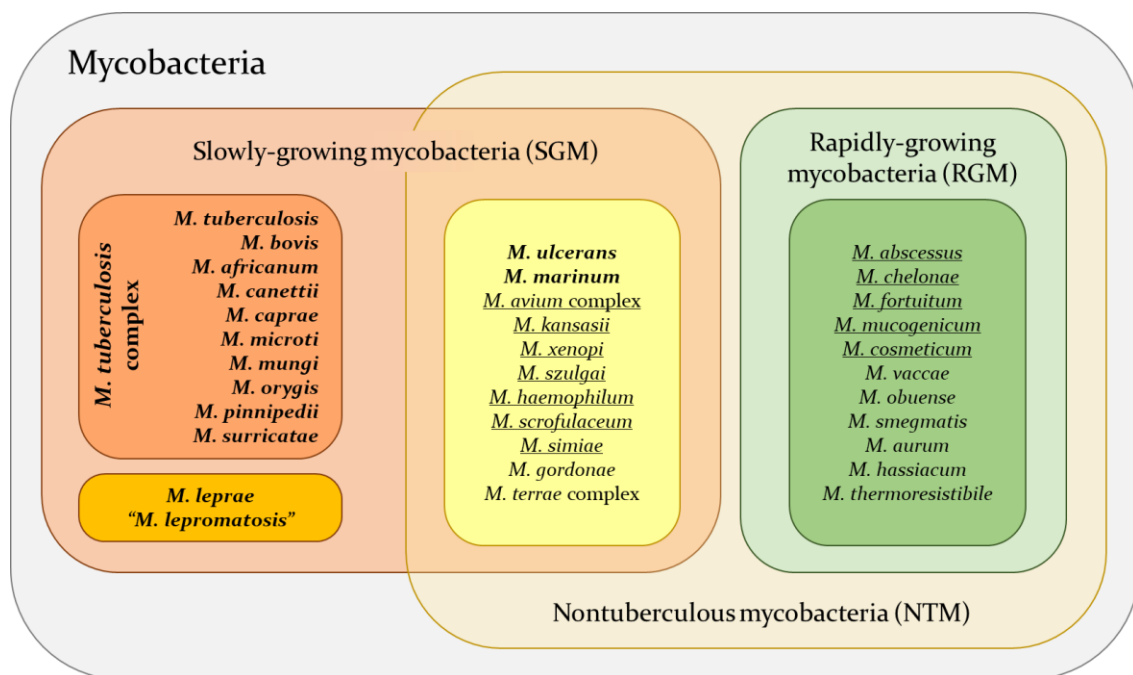 Mycobacteria
Slowly-growing mycobacteria (SGM)
M. tuberculosis
complex
M. tuberculosis
M. bovis
M. africanum
M. canettii
M. caprae
M. microti
M. mungi
M. orygis
M. pinnipedii
M. surricatae
M. leprae
“M. lepromatosis”
M. ulcerans
M. marinum
M. avium complex
M. kansasii
M. xenopi
M. szulgai
M. haemophilum
M. scrofulaceum
M. simiae
M. gordonae
M. terrae complex
Rapidly-growing
mycobacteria (RGM)
M. abscessus
M. chelonae
M. fortuitum
M. mucogenicum
M. cosmeticum
M. vaccae
M. obuense
M. smegmatis
M. aurum
M. hassiacum
M. thermoresistibile
Nontuberculous mycobacteria (NTM)